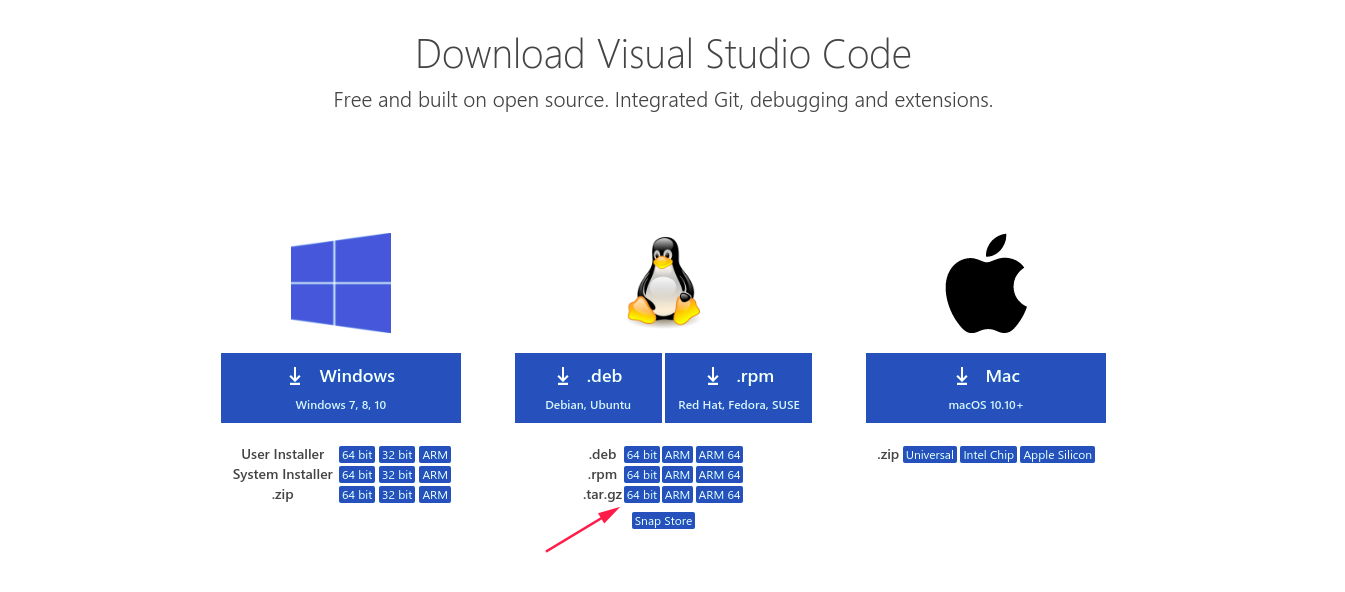 Download Visual Studio Code
Free and built on open source. Integrated Git, debugging and extensions.
Windows
Windows 7, 8, 10
User Installer 64 bit 32 bit ARM
System Installer 64 bit 32 bit ARM
.zip 64 bit 32 bit ARM
.deb
Debian, Ubuntu
.rpm
Red Hat, Fedora, SUSE
.deb 64 bit ARM ARM 64
.rpm 64 bit ARM ARM 64
.tar.gz 64 bit ARM ARM 64
Snap Store
Mac
macOS 10.10+
.zip Universal Intel Chip Apple Silicon